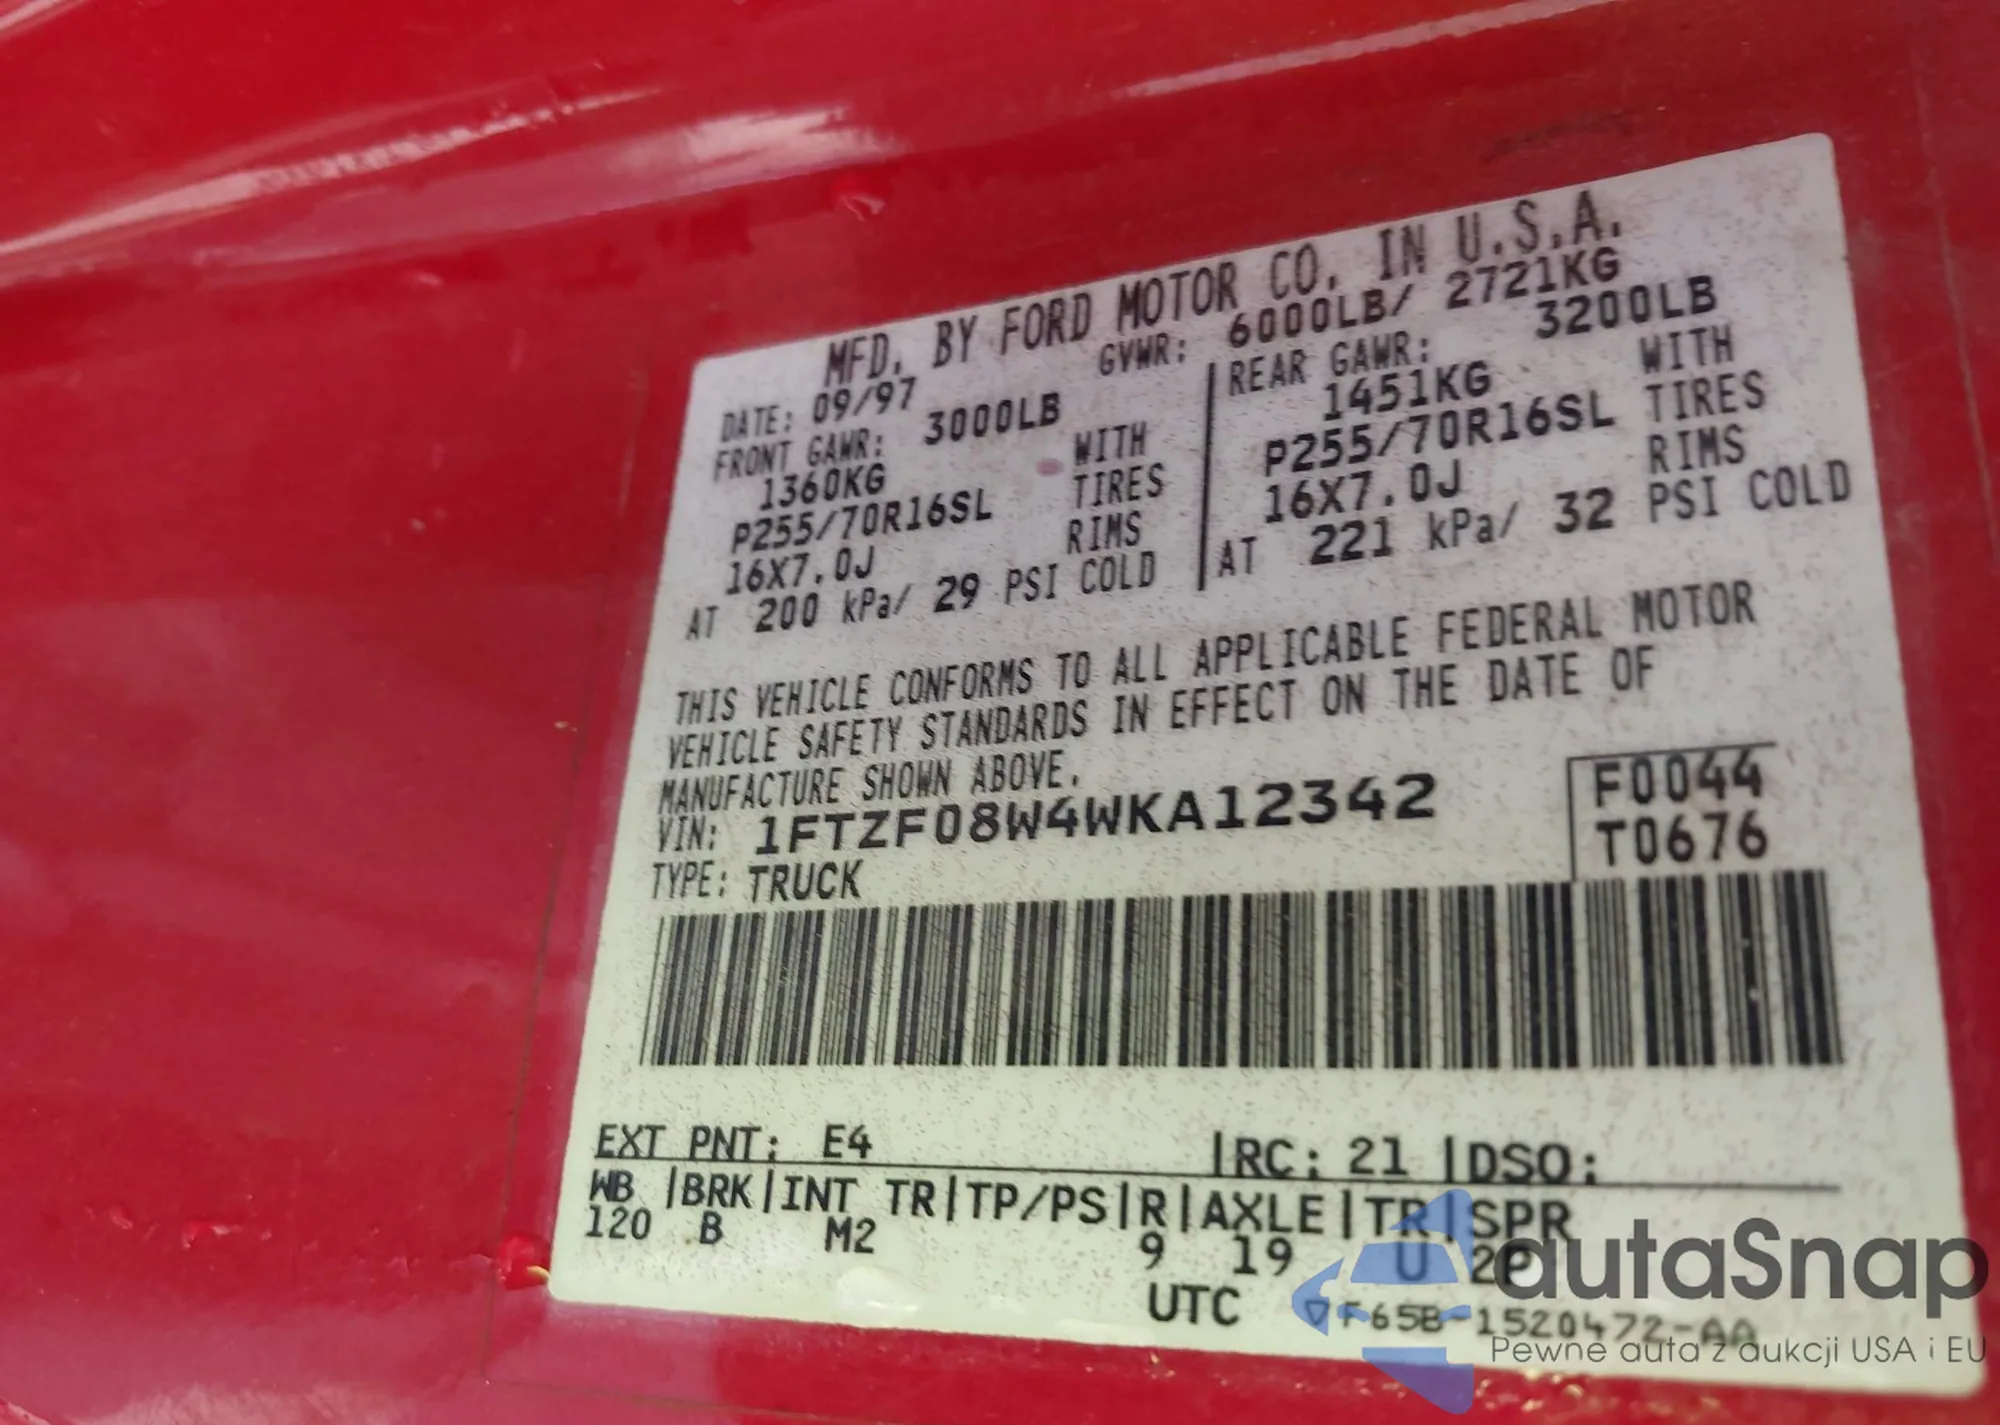 MFD. BY FORD MOTOR CO. IN U.S.A.
DATE: 09/97 GVWR: 6000LB/ 2721KG
FRONT GAWR: 3000LB
1360KG WITH
P255/70R16SL TIRES
16X7.0J RIMS
AT 200 kPa/ 29 PSI COLD
REAR GAWR: 3200LB
1451KG WITH
P255/70R16SL TIRES
16X7.0J RIMS
AT 221 kPa/ 32 PSI COLD
THIS VEHICLE CONFORMS TO ALL APPLICABLE FEDERAL MOTOR
VEHICLE SAFETY STANDARDS IN EFFECT ON THE DATE OF
MANUFACTURE SHOWN ABOVE.
VIN: 1FTZF08W4WKA12342
TYPE: TRUCK
F0044
T0676
EXT PNT: E4 |RC: 21 |DSO:
WB |BRK|INT TR|TP/PS|R|AXLE|TR|SPR
120 B M2 9 19 U 2P
UTC ▽F65B-1520472-AA
autaSnap
Pewne auta z aukcji USA i EU